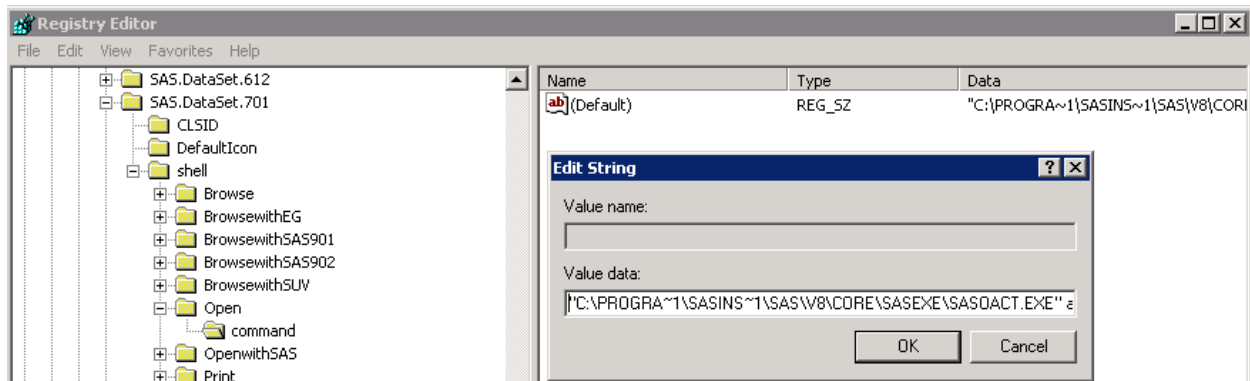 Registry Editor
File Edit View Favorites Help
SAS.DataSet.612
SAS.DataSet.701
CLSID
DefaultIcon
shell
Browse
BrowsewithEG
BrowsewithSAS901
BrowsewithSAS902
BrowsewithSUV
Open
command
OpenwithSAS
Print
Name Type Data
ab (Default) REG_SZ "C:\PROGRA~1\SASINS~1\SAS\V8\CORE
Edit String
Value name:
Value data:
"C:\PROGRA~1\SASINS~1\SAS\V8\CORE\SASEXE\SASOACT.EXE" a
OK Cancel